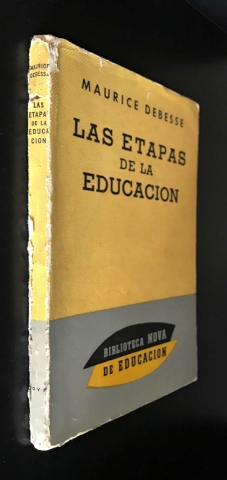 MAURICE DEBESSE
LAS ETAPAS
DE LA
EDUCACION
BIBLIOTECA NOVA
DE EDUCACION
MAURICE
DEBESSE
LAS
ETAPAS
DE LA
EDUCA
CION